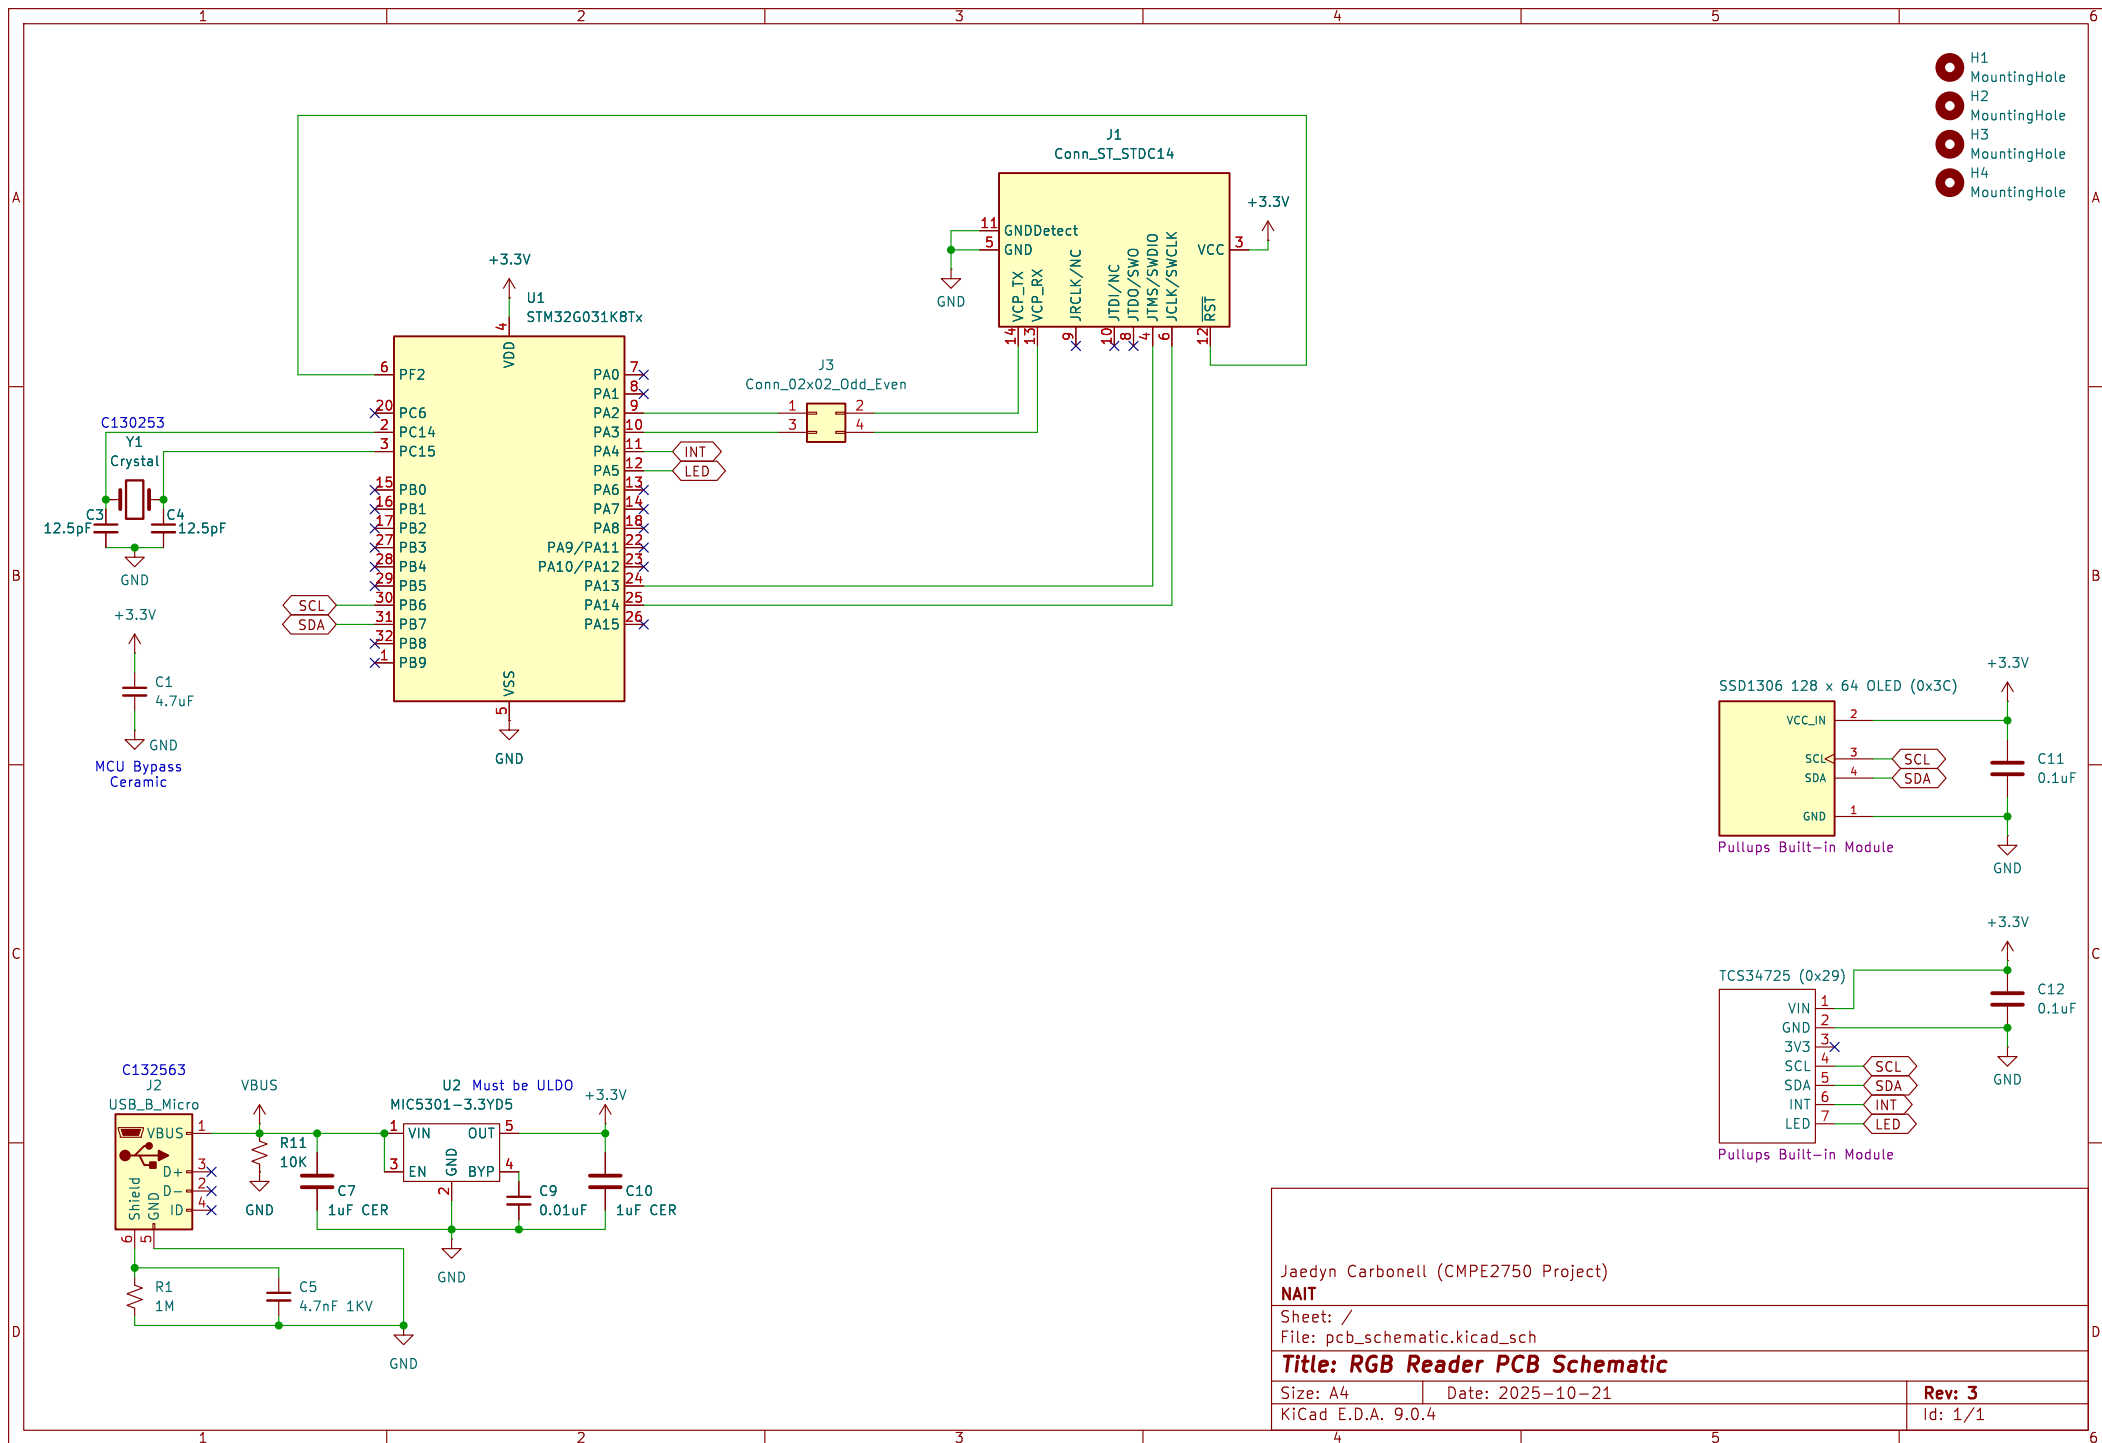 1 2 3 4 5 6
H1
MountingHole
H2
MountingHole
H3
MountingHole
H4
MountingHole
A A
J1
Conn_ST_STDC14
+3.3V
11 GNDDetect
5 GND
VCC 3
GND
VCP_TX
VCP_RX
JRCLK/NC
JTDI/NC
JTDO/SWO
JTMS/SWDIO
JCLK/SWCLK
RST
14 13 9 10 8 4 6 12
+3.3V
U1
STM32G031K8Tx
4
VDD
6 PF2
20 PC6
2 PC14
3 PC15
15 PB0
16 PB1
17 PB2
27 PB3
28 PB4
29 PB5
30 PB6
31 PB7
32 PB8
1 PB9
PA0 7
PA1 8
PA2 9
PA3 10
PA4 11
PA5 12
PA6 13
PA7 14
PA8 18
PA9/PA11 22
PA10/PA12 23
PA13 24
PA14 25
PA15 26
VSS
5
GND
INT
LED
SCL
SDA
J3
Conn_02x02_Odd_Even
1 2
3 4
C130253
Y1
Crystal
C3
12.5pF
C4
12.5pF
GND
B B
+3.3V
C1
4.7uF
GND
MCU Bypass
Ceramic
+3.3V
SSD1306 128 x 64 OLED (0x3C)
VCC_IN 2
SCL 3 SCL
SDA 4 SDA
GND 1
C11
0.1uF
Pullups Built-in Module
GND
C C
+3.3V
TCS34725 (0x29)
VIN 1
GND 2
3V3 3
SCL 4 SCL
SDA 5 SDA
INT 6 INT
LED 7 LED
C12
0.1uF
GND
Pullups Built-in Module
C132563
J2
USB_B_Micro
VBUS 1
D+ 3
D- 2
ID 4
Shield
GND
6 5
VBUS
R11
10K
GND
C7
1uF CER
U2 Must be ULDO
MIC5301-3.3YD5
1 VIN OUT 5
3 EN BYP 4
GND
2
+3.3V
C9
0.01uF
C10
1uF CER
GND
R1
1M
C5
4.7nF 1KV
GND
D D
Jaedyn Carbonell (CMPE2750 Project)
NAIT
Sheet: /
File: pcb_schematic.kicad_sch
Title: RGB Reader PCB Schematic
Size: A4 Date: 2025-10-21 Rev: 3
KiCad E.D.A. 9.0.4 Id: 1/1
1 2 3 4 5 6